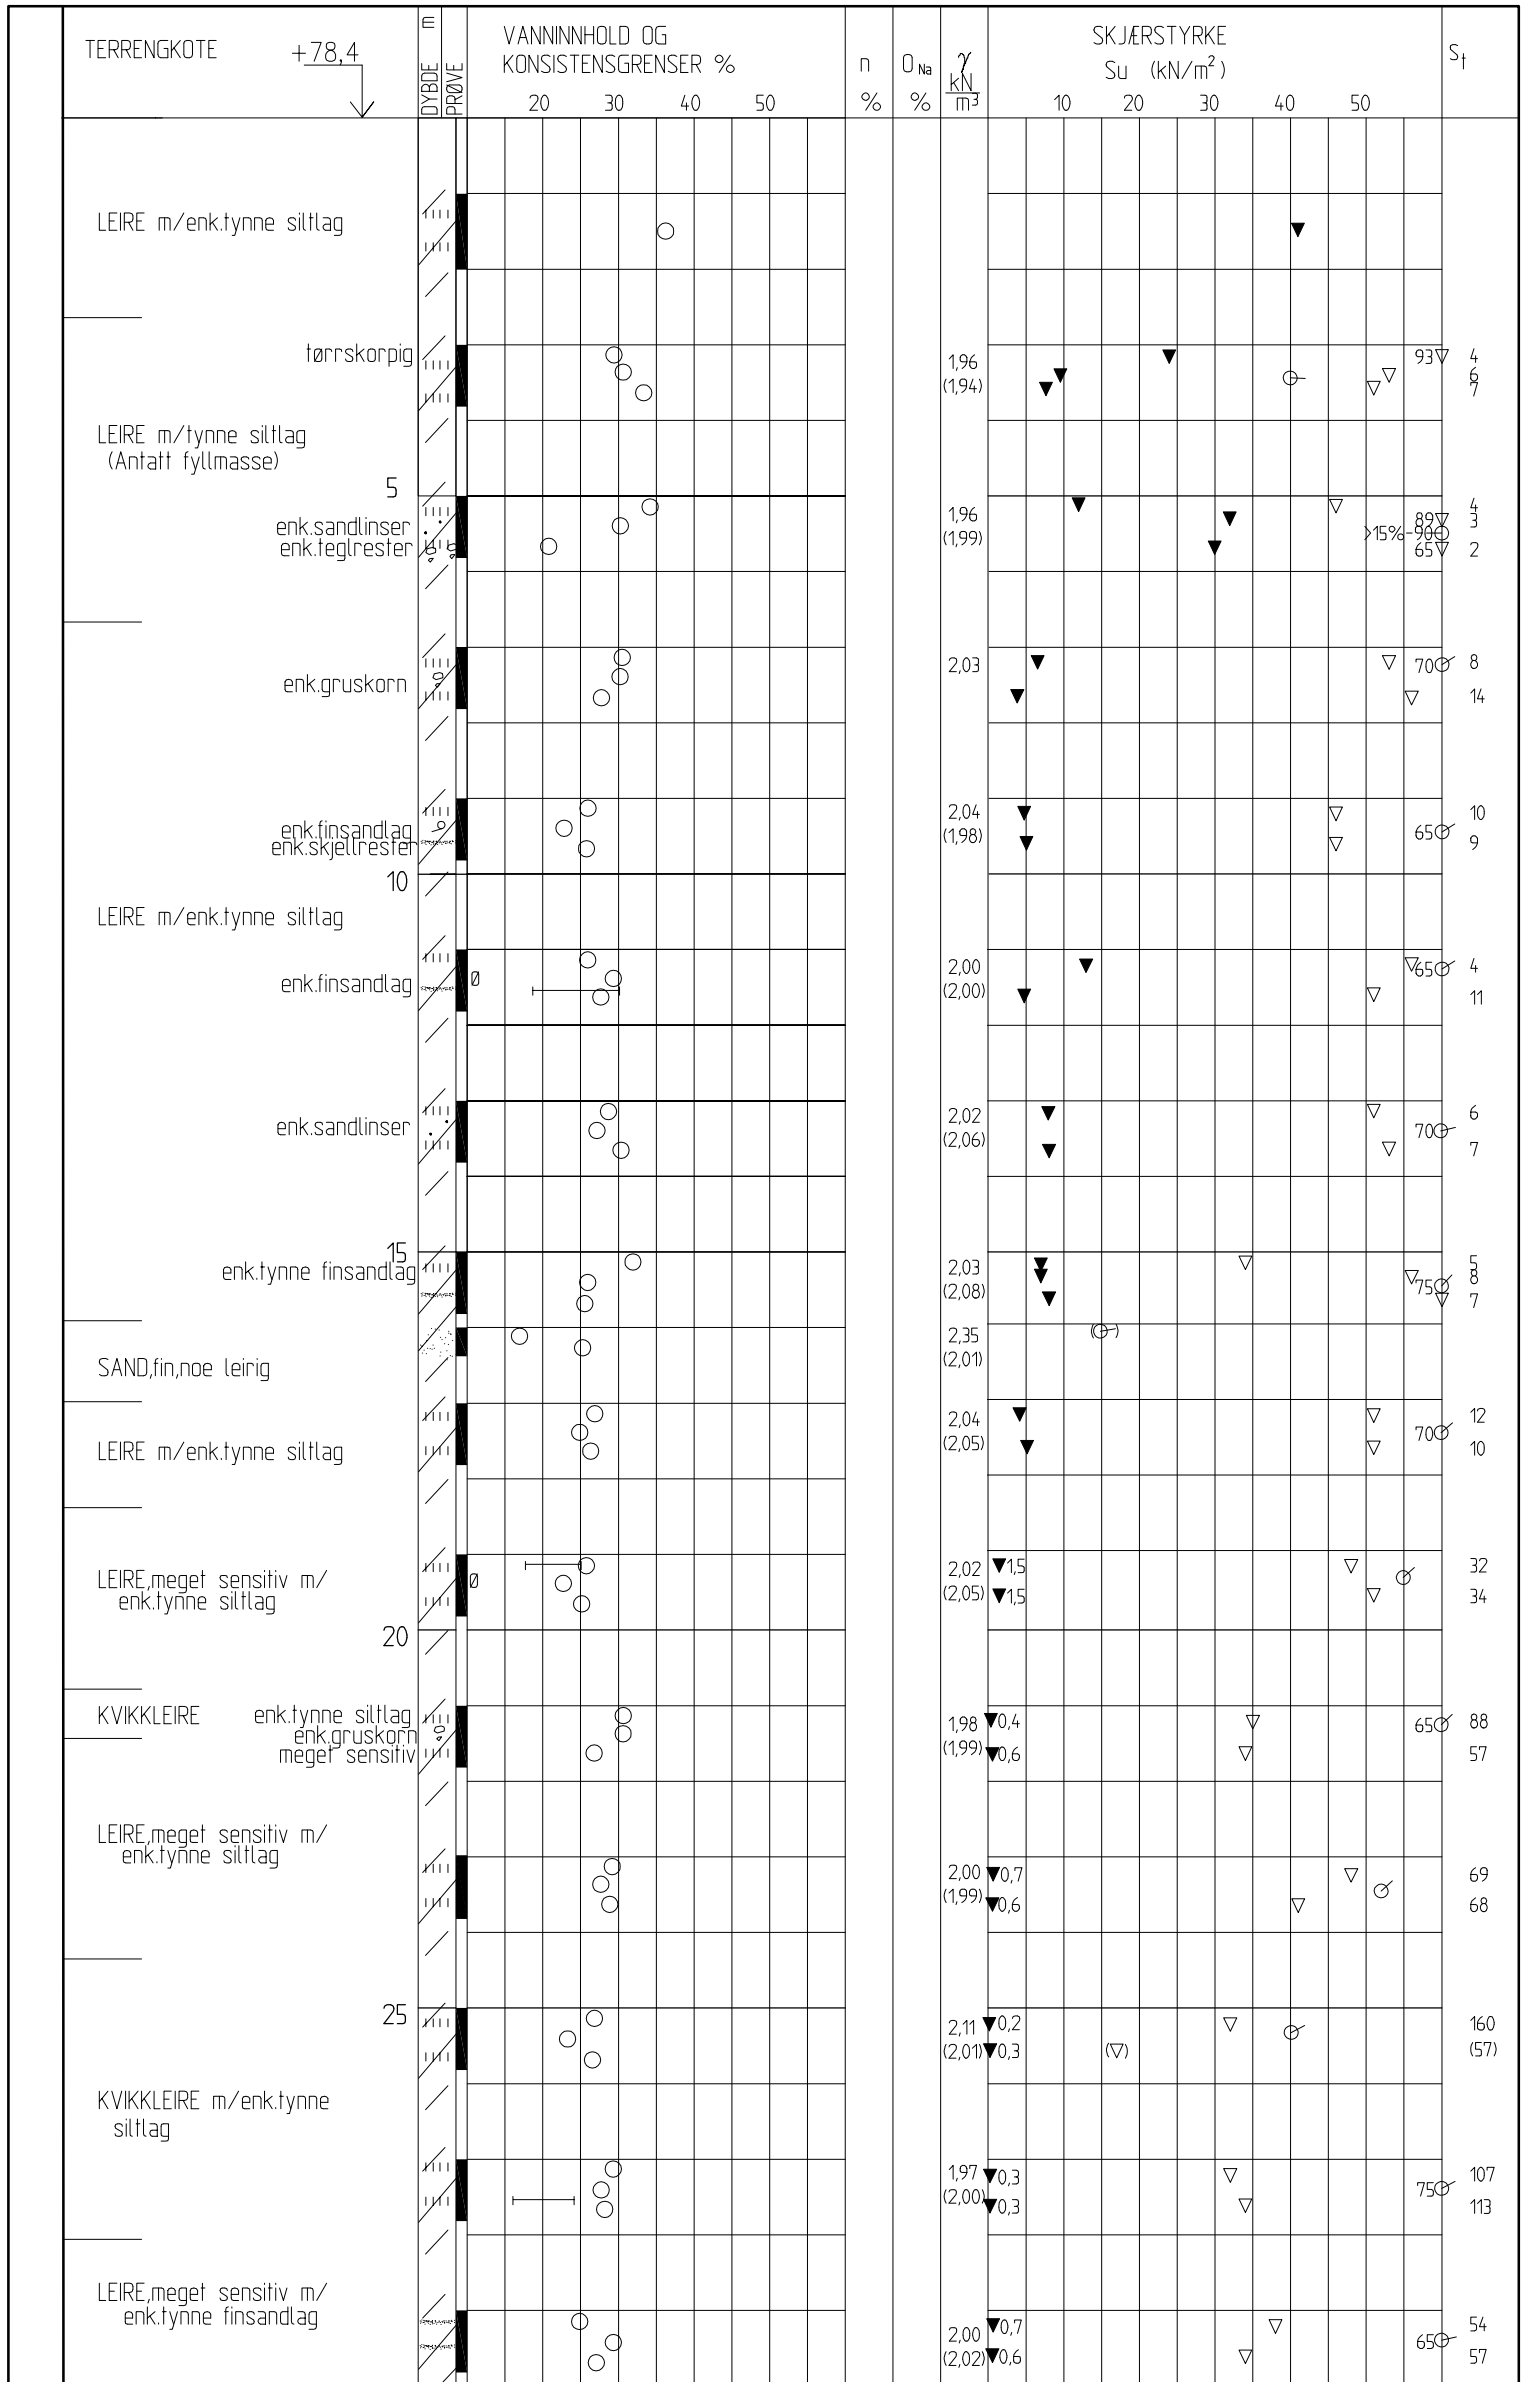 TERRENGKOTE +78,4
DYBDE m
PRØVE
VANNINNHOLD OG
KONSISTENSGRENSER %
20 30 40 50
n
%
O Na
%
γ
kN
m³
SKJÆRSTYRKE
Su (kN/m²)
10 20 30 40 50
St
LEIRE m/enk.tynne siltlag
tørrskorpig
1,96
(1,94)
93 4
6
7
LEIRE m/tynne siltlag
(Antatt fyllmasse)
5
enk.sandlinser
enk.teglrester
1,96
(1,99)
4
89 3
>15%-90
65 2
enk.gruskorn
2,03
70 8
14
enk.finsandlag
enk.skjellrester
2,04
(1,98)
10
65
9
10
LEIRE m/enk.tynne siltlag
enk.finsandlag
Ø
2,00
(2,00)
65 4
11
enk.sandlinser
2,02
(2,06)
6
70
7
15
enk.tynne finsandlag
2,03
(2,08)
5
8
75
7
SAND,fin,noe leirig
2,35
(2,01)
( )
LEIRE m/enk.tynne siltlag
2,04
(2,05)
12
70
10
LEIRE,meget sensitiv m/
enk.tynne siltlag
Ø
2,02
(2,05)
1,5 32
1,5 34
20
KVIKKLEIRE enk.tynne siltlag
enk.gruskorn
meget sensitiv
1,98
(1,99)
0,4 65 88
0,6 57
LEIRE,meget sensitiv m/
enk.tynne siltlag
2,00
(1,99)
0,7 69
0,6 68
25
2,11
(2,01)
0,2 160
0,3 ( ) (57)
KVIKKLEIRE m/enk.tynne
siltlag
1,97
(2,00)
0,3 107
75
0,3 113
LEIRE,meget sensitiv m/
enk.tynne finsandlag
2,00
(2,02)
0,7 54
65
0,6 57